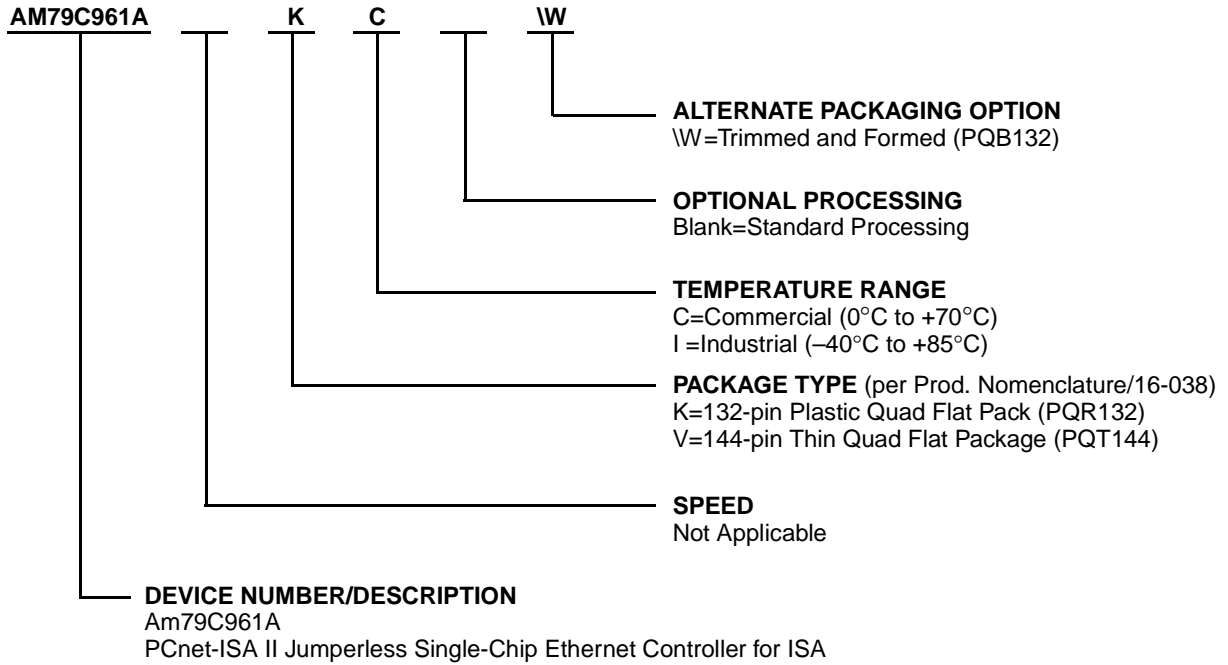 AM79C961A K C \W
ALTERNATE PACKAGING OPTION
\W=Trimmed and Formed (PQB132)
OPTIONAL PROCESSING
Blank=Standard Processing
TEMPERATURE RANGE
C=Commercial (0°C to +70°C)
I =Industrial (–40°C to +85°C)
PACKAGE TYPE (per Prod. Nomenclature/16-038)
K=132-pin Plastic Quad Flat Pack (PQR132)
V=144-pin Thin Quad Flat Package (PQT144)
SPEED
Not Applicable
DEVICE NUMBER/DESCRIPTION
Am79C961A
PCnet-ISA II Jumperless Single-Chip Ethernet Controller for ISA